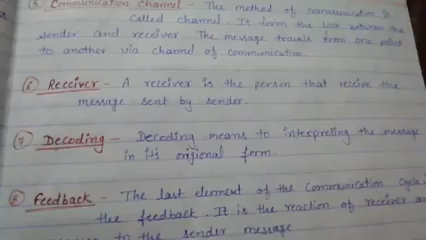 ⑤ Communication Channel - The method of communication is
called channel. It form the link between the
sender and receiver The message travels from one point
to another via channel of communication.
⑥ Receiver - A receiver is the person that receive the
message sent by sender.
⑦ Decoding - Decoding means to interpreting the message
in its origional form
⑧ Feedback - The last element of the communication cycle.
the feedback. It is the reaction of receiver
to the sender message